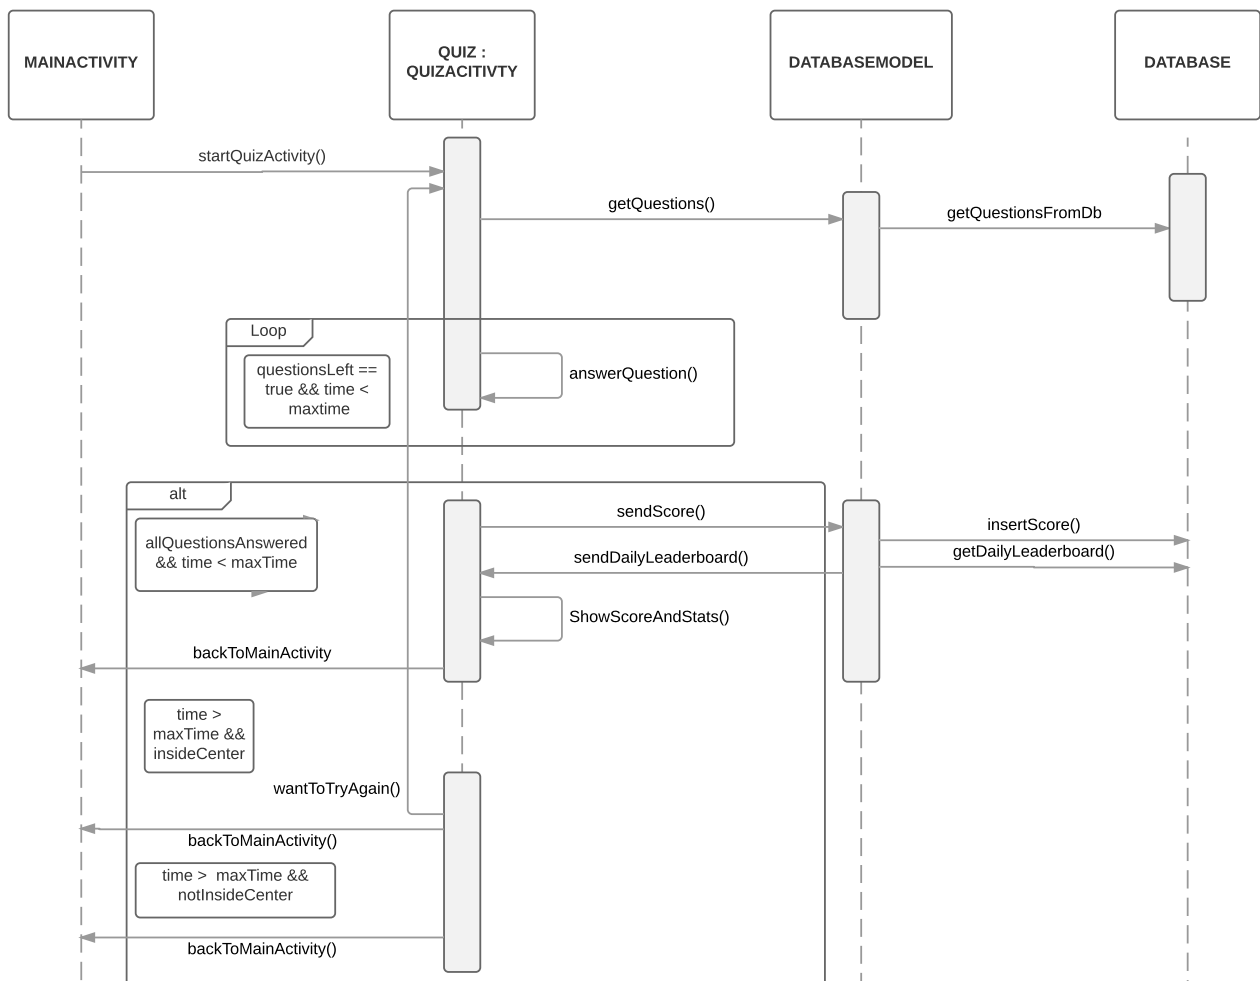 MAINACTIVITY
QUIZ :
QUIZACITIVTY
DATABASEMODEL
DATABASE
startQuizActivity()
getQuestions()
getQuestionsFromDb
Loop
questionsLeft ==
true && time <
maxtime
answerQuestion()
alt
allQuestionsAnswered
&& time < maxTime
sendScore()
insertScore()
getDailyLeaderboard()
sendDailyLeaderboard()
ShowScoreAndStats()
backToMainActivity
time >
maxTime &&
insideCenter
wantToTryAgain()
backToMainActivity()
time >  maxTime &&
notInsideCenter
backToMainActivity()